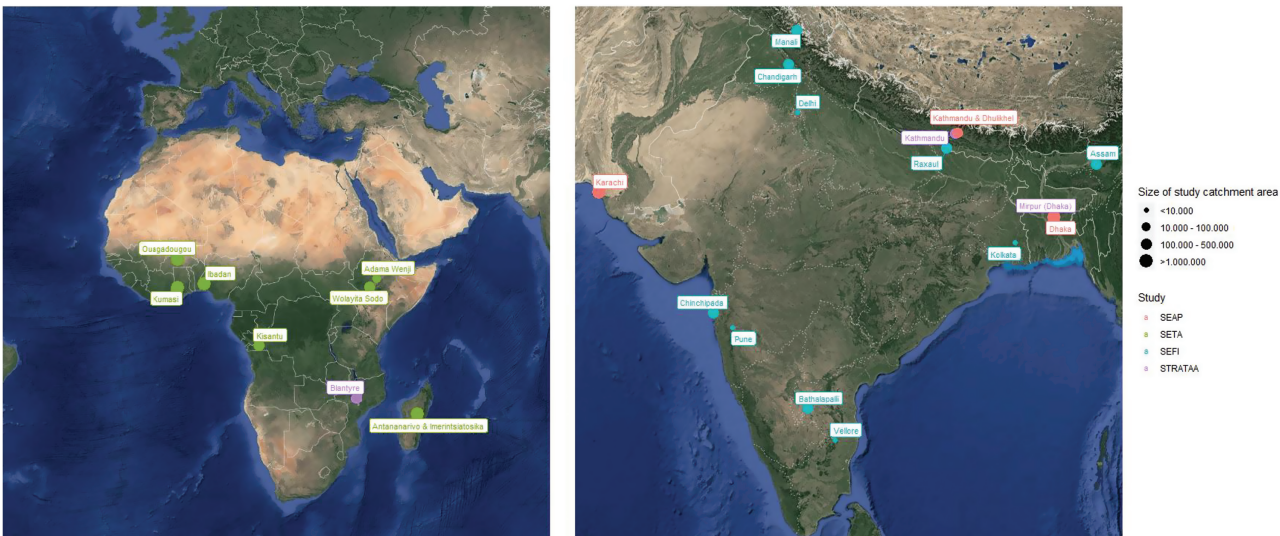 Ousgadougou
Ibadan
Kumasi
Adama Wenji
Wolayita Sodo
Kisantu
Blantyre
Antananarivo & Imerintsiatosika
Manali
Chandigarh
Delhi
Kathmandu & Dhulikhel
Kathmandu
Raxaul
Assam
Karachi
Mirpur (Dhaka)
Dhaka
Kolkata
Chinchipada
Pune
Bathalapalli
Vellore
Size of study catchment area
<10.000
10.000 - 100.000
100.000 - 500.000
>1.000.000
Study
a SEAP
a SETA
a SEFI
a STRATAA